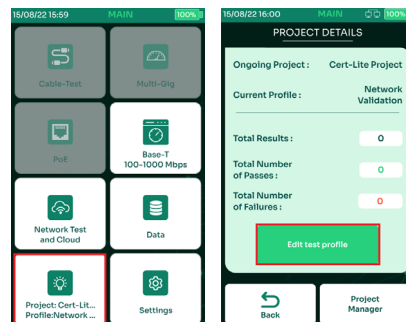 15/08/22 15:59 MAIN 100%
Cable-Test
Multi-Gig
PoE
Base-T
100-1000 Mbps
Network Test
and Cloud
Data
Project: Cert-Lit...
Profile:Network ...
Settings
15/08/22 16:00 MAIN 100%
PROJECT DETAILS
Ongoing Project : Cert-Lite Project
Current Profile : Network
Validation
Total Results : 0
Total Number
of Passes : 0
Total Number
of Failures : 0
Edit test profile
Back
Project
Manager